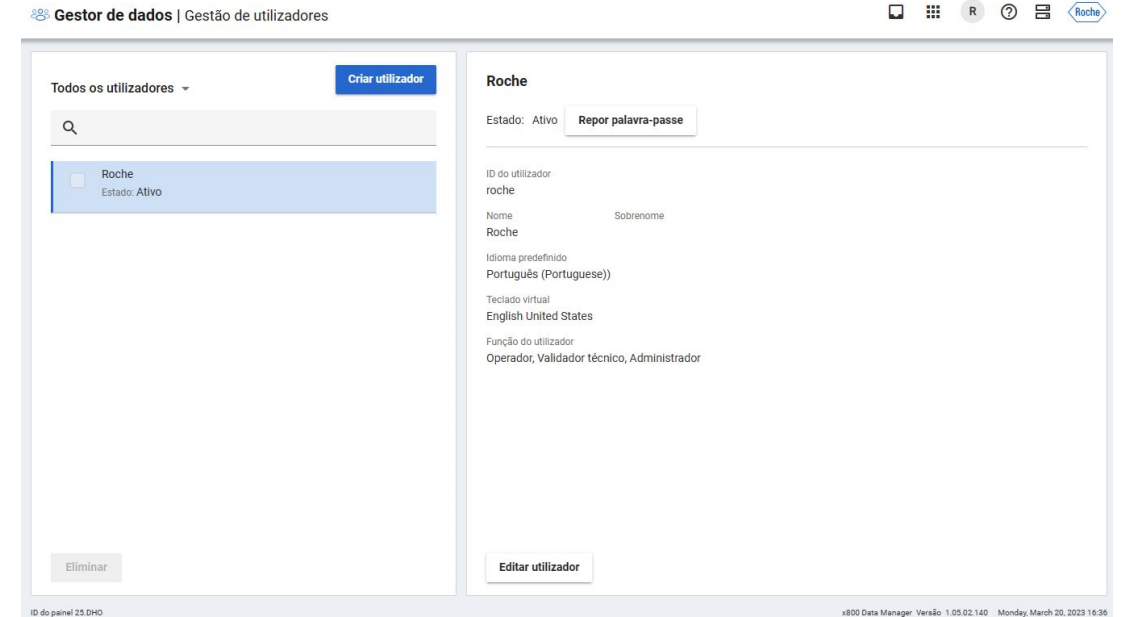 Gestor de dados | Gestão de utilizadores
R
Roche
Todos os utilizadores
Criar utilizador
Roche
Estado: Ativo
Eliminar
Roche
Estado: Ativo
Repor palavra-passe
ID do utilizador
roche
Nome Sobrenome
Roche
Idioma predefinido
Português (Portuguese))
Teclado virtual
English United States
Função do utilizador
Operador, Validador técnico, Administrador
Editar utilizador
ID do painel 25.DHO
x800 Data Manager Versão 1.05.02.140 Monday, March 20, 2023 16:36